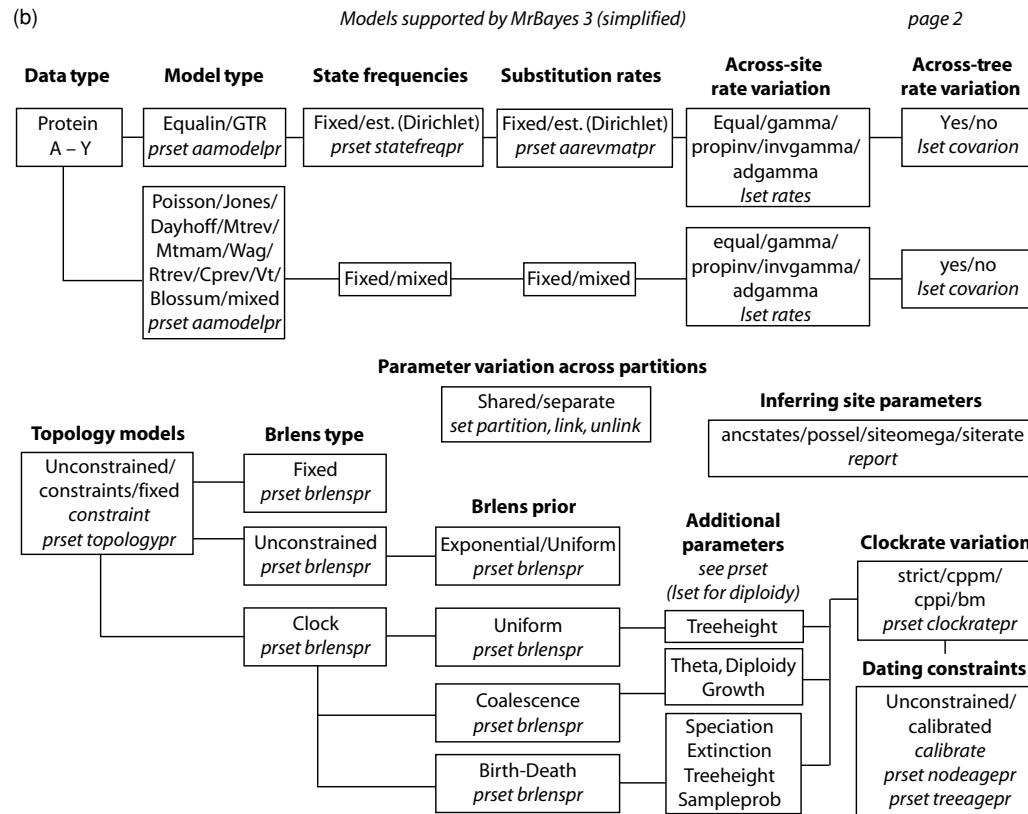 (b)
Models supported by MrBayes 3 (simplified)
page 2
Data type
Model type
State frequencies
Substitution rates
Across-site
rate variation
Across-tree
rate variation
Protein
A – Y
Equalin/GTR
prset aamodelpr
Fixed/est. (Dirichlet)
prset statefreqpr
Fixed/est. (Dirichlet)
prset aarevmatpr
Equal/gamma/
propinv/invgamma/
adgamma
lset rates
Yes/no
lset covarion
Poisson/Jones/
Dayhoff/Mtrev/
Mtmam/Wag/
Rtrev/Cprev/Vt/
Blossum/mixed
prset aamodelpr
Fixed/mixed
Fixed/mixed
equal/gamma/
propinv/invgamma/
adgamma
lset rates
yes/no
lset covarion
Parameter variation across partitions
Shared/separate
set partition, link, unlink
Inferring site parameters
ancstates/possel/siteomega/siterate
report
Topology models
Unconstrained/
constraints/fixed
constraint
prset topologypr
Brlens type
Fixed
prset brlenspr
Unconstrained
prset brlenspr
Clock
prset brlenspr
Brlens prior
Exponential/Uniform
prset brlenspr
Uniform
prset brlenspr
Coalescence
prset brlenspr
Birth-Death
prset brlenspr
Additional
parameters
see prset
(lset for diploidy)
Treeheight
Theta, Diploidy
Growth
Speciation
Extinction
Treeheight
Sampleprob
Clockrate variation
strict/cppm/
cppi/bm
prset clockratepr
Dating constraints
Unconstrained/
calibrated
calibrate
prset nodeagepr
prset treeagepr